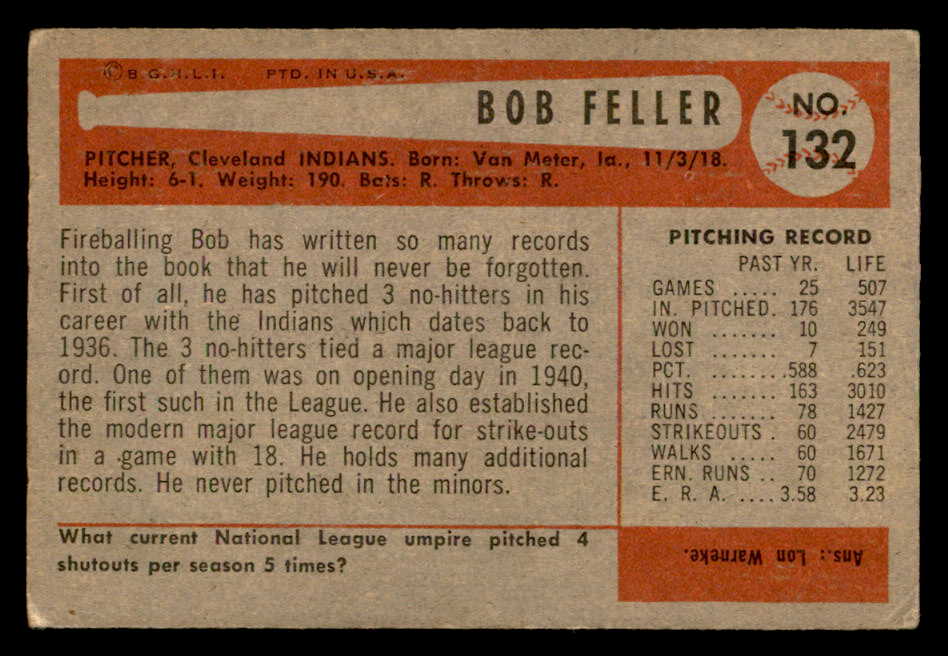 © B.G.H.L.I. PTD. IN U.S.A.
BOB FELLER
NO.
132
PITCHER, Cleveland INDIANS. Born: Van Meter, Ia., 11/3/18.
Height: 6-1. Weight: 190. Bats: R. Throws: R.
Fireballing Bob has written so many records
into the book that he will never be forgotten.
First of all, he has pitched 3 no-hitters in his
career with the Indians which dates back to
1936. The 3 no-hitters tied a major league rec-
ord. One of them was on opening day in 1940,
the first such in the League. He also established
the modern major league record for strike-outs
in a game with 18. He holds many additional
records. He never pitched in the minors.
PITCHING RECORD
PAST YR. LIFE
GAMES ..... 25 507
IN. PITCHED. 176 3547
WON ....... 10 249
LOST ....... 7 151
PCT. ........ .588 .623
HITS ....... 163 3010
RUNS ....... 78 1427
STRIKEOUTS . 60 2479
WALKS ..... 60 1671
ERN. RUNS .. 70 1272
E. R. A. .... 3.58 3.23
What current National League umpire pitched 4
shutouts per season 5 times?
Ans.: Lon Warneke.